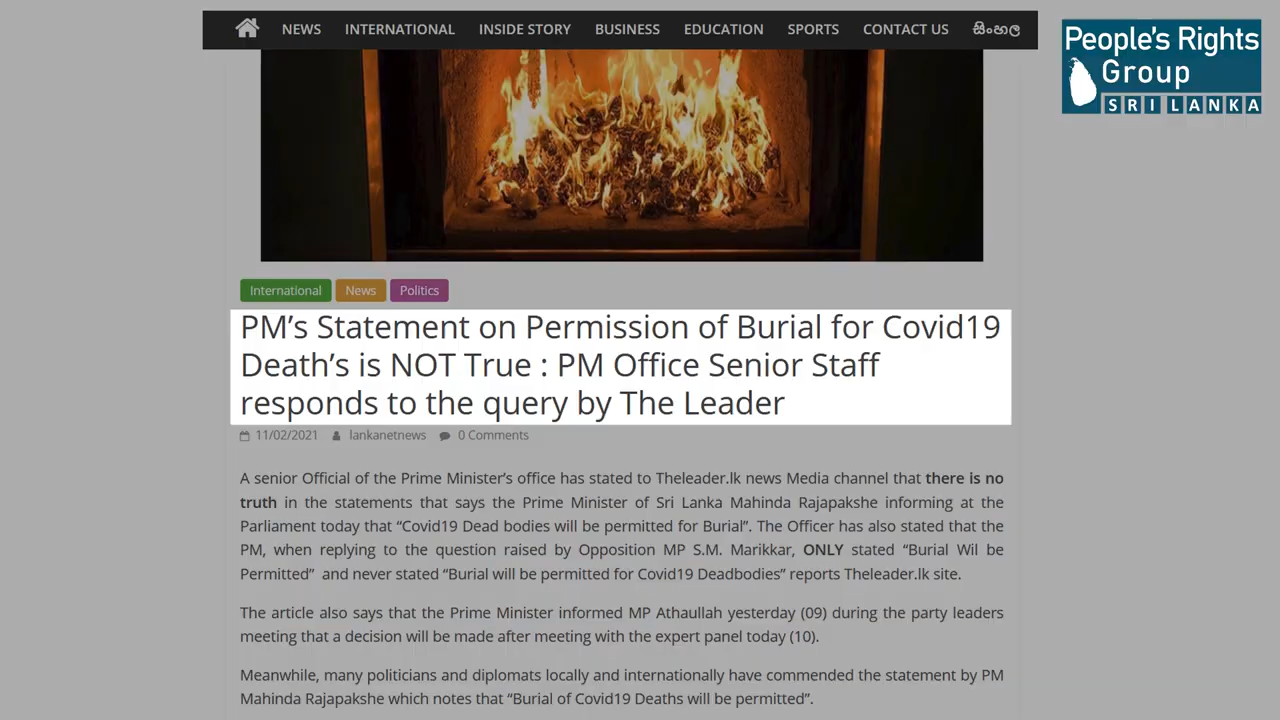 NEWS INTERNATIONAL INSIDE STORY BUSINESS EDUCATION SPORTS CONTACT US සිංහල
People's Rights
Group
SRI LANKA
International News Politics
PM’s Statement on Permission of Burial for Covid19
Death’s is NOT True : PM Office Senior Staff
responds to the query by The Leader
11/02/2021 lankanetnews 0 Comments
A senior Official of the Prime Minister’s office has stated to Theleader.lk news Media channel that there is no
truth in the statements that says the Prime Minister of Sri Lanka Mahinda Rajapakshe informing at the
Parliament today that “Covid19 Dead bodies will be permitted for Burial”. The Officer has also stated that the
PM, when replying to the question raised by Opposition MP S.M. Marikkar, ONLY stated “Burial Wil be
Permitted” and never stated “Burial will be permitted for Covid19 Deadbodies” reports Theleader.lk site.
The article also says that the Prime Minister informed MP Athaullah yesterday (09) during the party leaders
meeting that a decision will be made after meeting with the expert panel today (10).
Meanwhile, many politicians and diplomats locally and internationally have commended the statement by PM
Mahinda Rajapakshe which notes that “Burial of Covid19 Deaths will be permitted”.